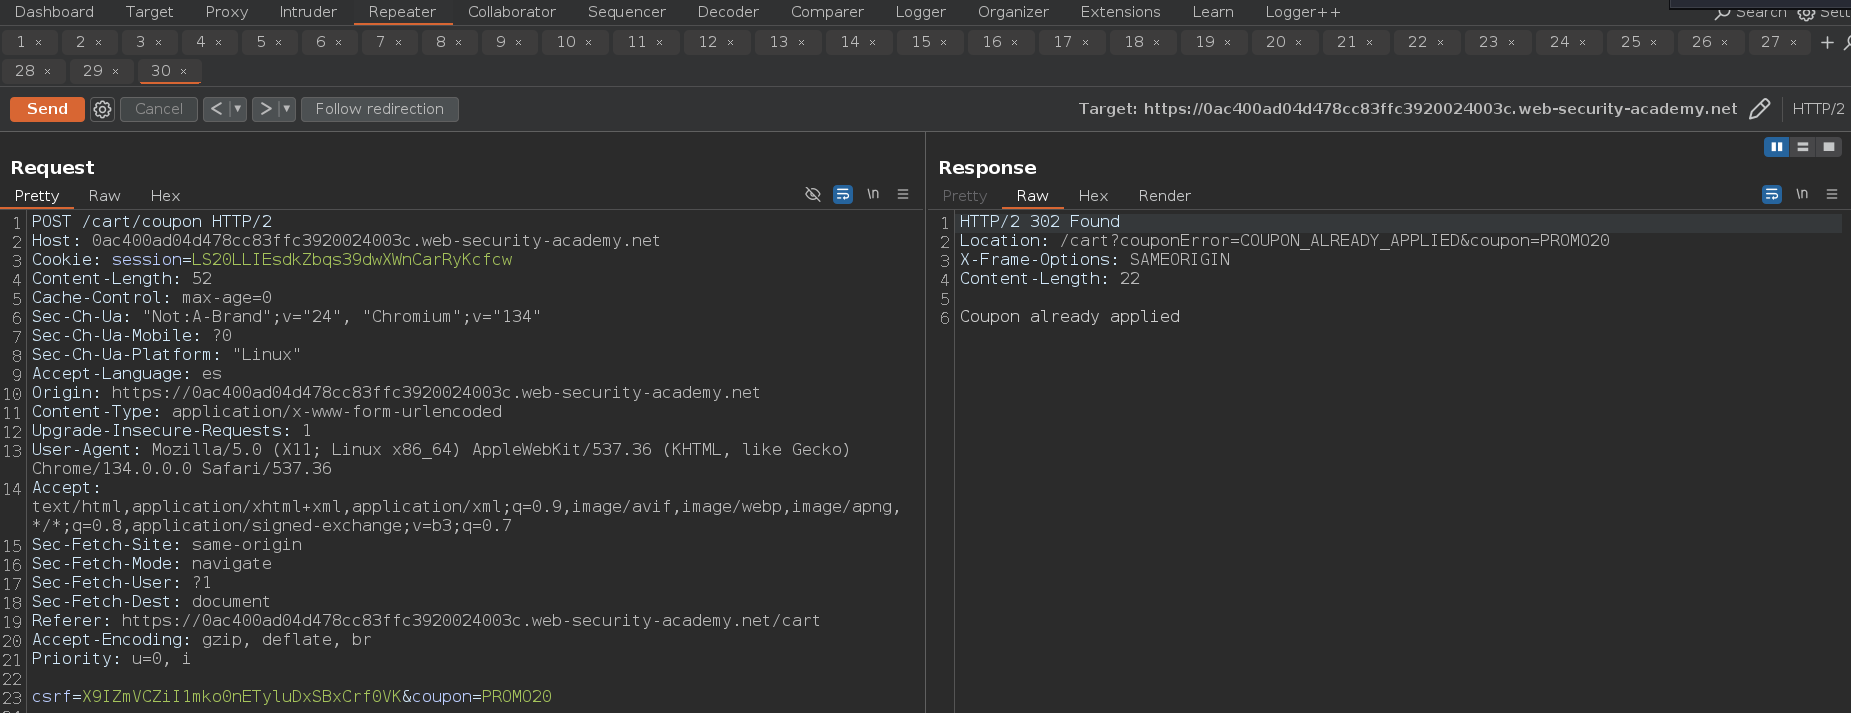 Dashboard Target Proxy Intruder Repeater Collaborator Sequencer Decoder Comparer Logger Organizer Extensions Learn Logger++ Search
1 × 2 × 3 × 4 × 5 × 6 × 7 × 8 × 9 × 10 × 11 × 12 × 13 × 14 × 15 × 16 × 17 × 18 × 19 × 20 × 21 × 22 × 23 × 24 × 25 × 26 × 27 × +
28 × 29 × 30 ×
Send Cancel < > Follow redirection Target: https://0ac400ad04d478cc83ffc3920024003c.web-security-academy.net HTTP/2
Request
Pretty Raw Hex \n
1 POST /cart/coupon HTTP/2
2 Host: 0ac400ad04d478cc83ffc3920024003c.web-security-academy.net
3 Cookie: session=LS20LLIEsdkZbqs39dwXWnCarRyKcfcw
4 Content-Length: 52
5 Cache-Control: max-age=0
6 Sec-Ch-Ua: "Not:A-Brand";v="24", "Chromium";v="134"
7 Sec-Ch-Ua-Mobile: ?0
8 Sec-Ch-Ua-Platform: "Linux"
9 Accept-Language: es
10 Origin: https://0ac400ad04d478cc83ffc3920024003c.web-security-academy.net
11 Content-Type: application/x-www-form-urlencoded
12 Upgrade-Insecure-Requests: 1
13 User-Agent: Mozilla/5.0 (X11; Linux x86_64) AppleWebKit/537.36 (KHTML, like Gecko)
Chrome/134.0.0.0 Safari/537.36
14 Accept:
text/html,application/xhtml+xml,application/xml;q=0.9,image/avif,image/webp,image/apng,
*/*;q=0.8,application/signed-exchange;v=b3;q=0.7
15 Sec-Fetch-Site: same-origin
16 Sec-Fetch-Mode: navigate
17 Sec-Fetch-User: ?1
18 Sec-Fetch-Dest: document
19 Referer: https://0ac400ad04d478cc83ffc3920024003c.web-security-academy.net/cart
20 Accept-Encoding: gzip, deflate, br
21 Priority: u=0, i
22
23 csrf=X9IZmVCZiI1mko0nETyluDxSBxCrf0VK&coupon=PROMO20
Response
Pretty Raw Hex Render \n
1 HTTP/2 302 Found
2 Location: /cart?couponError=COUPON_ALREADY_APPLIED&coupon=PROMO20
3 X-Frame-Options: SAMEORIGIN
4 Content-Length: 22
5
6 Coupon already applied